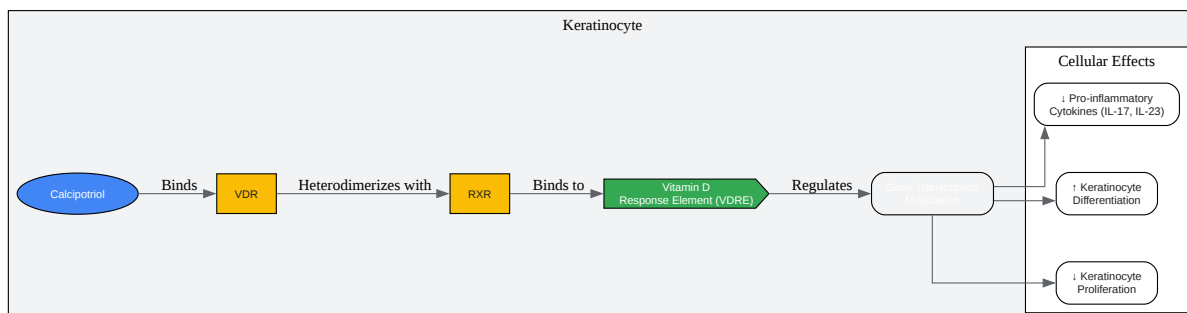 Keratinocyte
Cellular Effects
↓ Pro-inflammatory
Cytokines (IL-17, IL-23)
Calcipotriol
Binds
VDR
Heterodimerizes with
RXR
Binds to
Vitamin D
Response Element (VDRE)
Regulates
Gene Transcription
Modulation
↑ Keratinocyte
Differentiation
↓ Keratinocyte
Proliferation